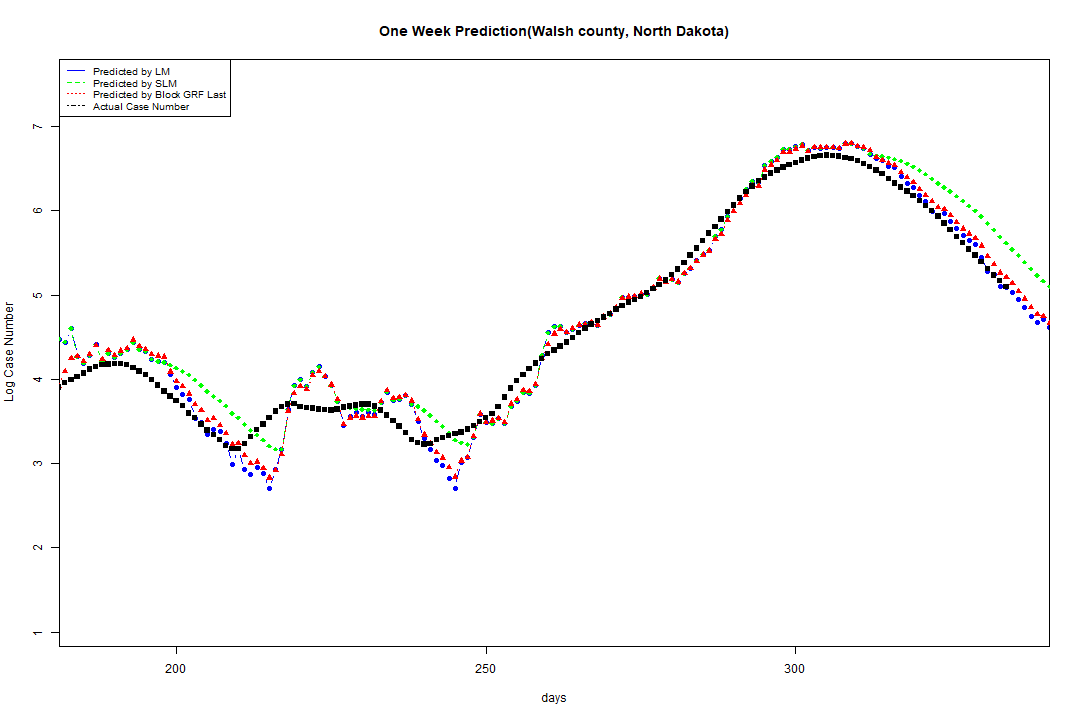 One Week Prediction(Walsh county, North Dakota)
Predicted by LM
Predicted by SLM
Predicted by Block GRF Last
Actual Case Number
7
6
5
4
3
2
1
Log Case Number
200
250
300
days